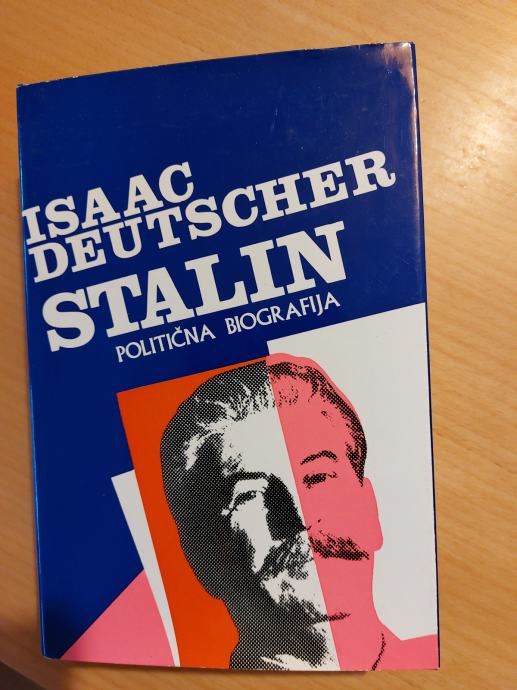 ISAAC
DEUTSCHER
STALIN
POLITIČNA BIOGRAFIJA